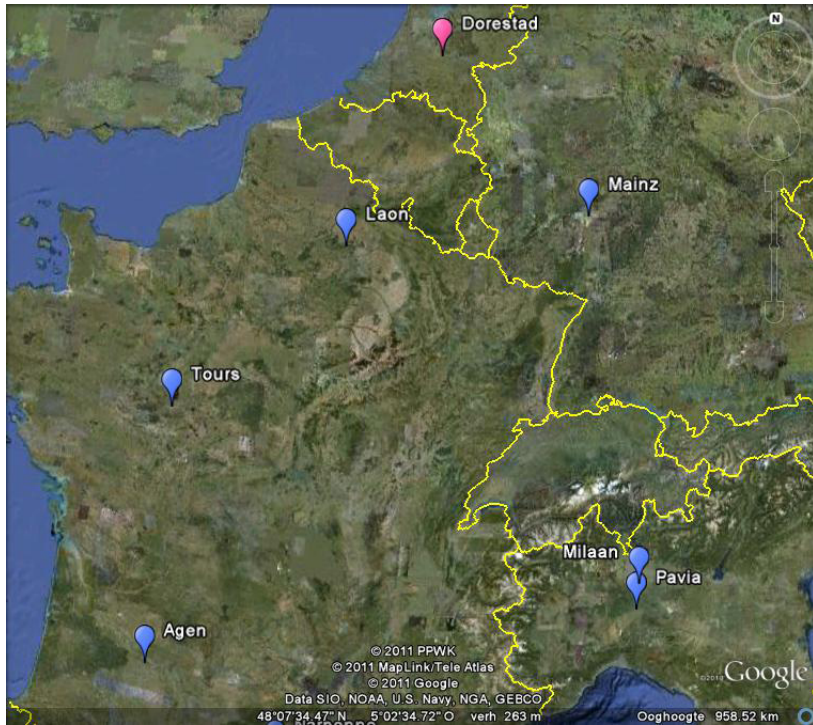 Dorestad
N
Mainz
Laon
Tours
Milaan
Pavia
Agen
© 2011 PPWK
© 2011 MapLink/Tele Atlas
© 2011 Google
Data SIO, NOAA, U.S. Navy, NGA, GEBCO
Google
48°07'34.47" N 5°02'34.72" O verh 263 m
Ooghoogte 958.52 km